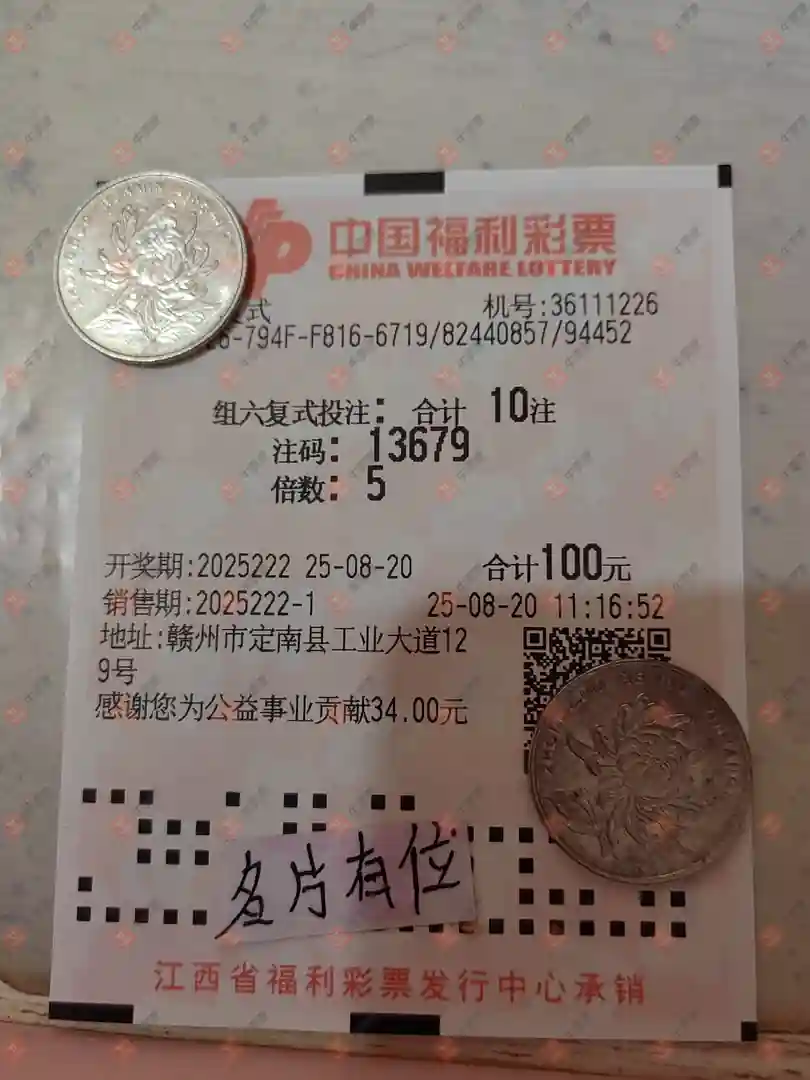 中国福利彩票
CHINA WELFARE LOTTERY
式 机号:36111226
-794F-F816-6719/82440857/94452
组六复式投注: 合计 10注
注码: 13679
倍数: 5
开奖期:2025222 25-08-20 合计100元
销售期:2025222-1 25-08-20 11:16:52
地址:赣州市定南县工业大道12
9号
感谢您为公益事业贡献34.00元
名片有位
江西省福利彩票发行中心承销